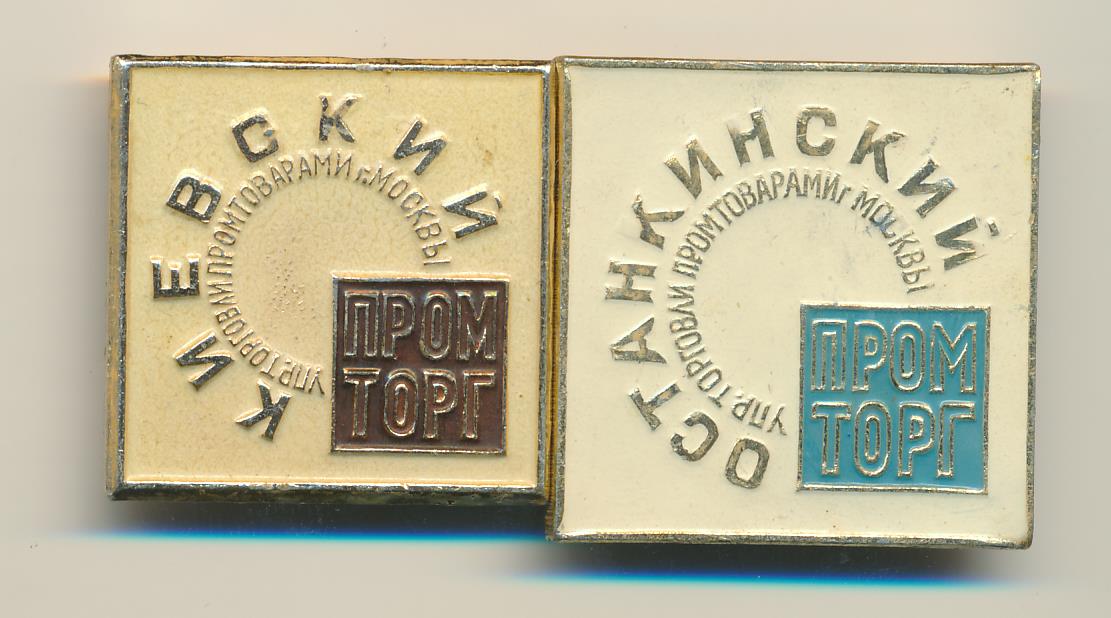 КИЕВСКИЙ
УПР. ТОРГОВЛИ ПРОМТОВАРАМИ г. МОСКВЫ
ПРОМ
ТОРГ
ОСТАНКИНСКИЙ
УПР. ТОРГОВЛИ ПРОМТОВАРАМИ г МОСКВЫ
ПРОМ
ТОРГ